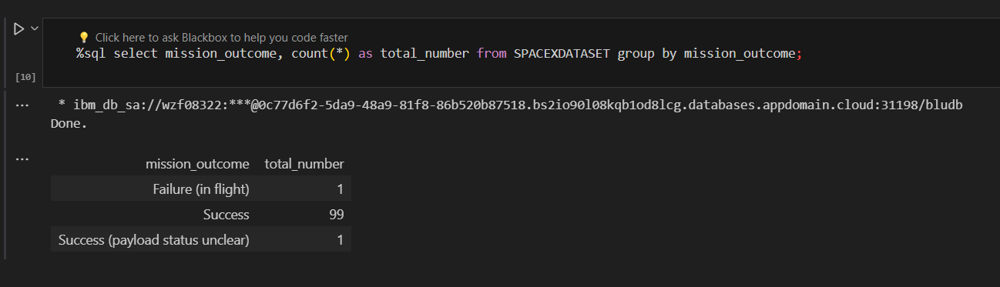 💡 Click here to ask Blackbox to help you code faster
%sql select mission_outcome, count(*) as total_number from SPACEXDATASET group by mission_outcome;
[10]
... * ibm_db_sa://wzf08322:***@0c77d6f2-5da9-48a9-81f8-86b520b87518.bs2io90l08kqb1od8lcg.databases.appdomain.cloud:31198/bludb
Done.
...
mission_outcome total_number
Failure (in flight) 1
Success 99
Success (payload status unclear) 1